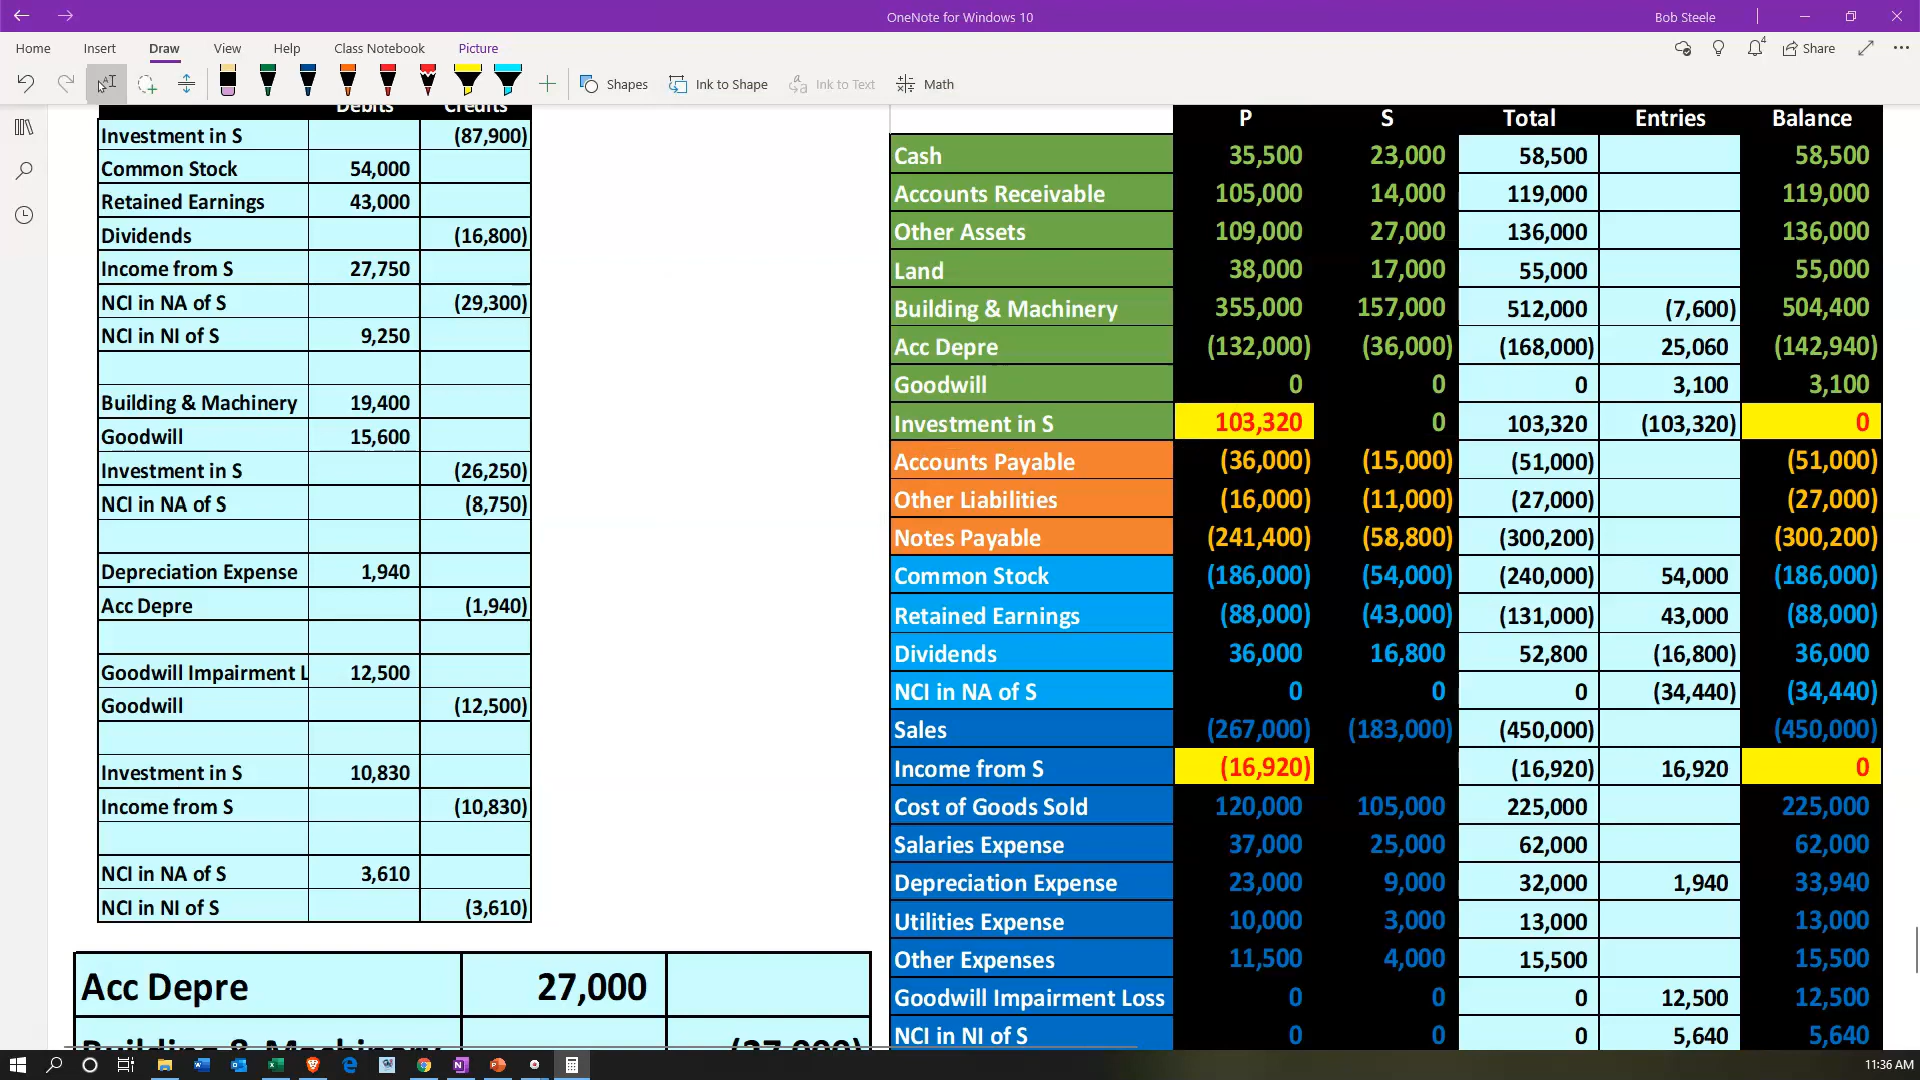 OneNote for Windows 10
Bob Steele
Home Insert Draw View Help Class Notebook Picture
4 Share
Shapes Ink to Shape Ink to Text Math
Debits Credits
Investment in S (87,900)
Common Stock 54,000
Retained Earnings 43,000
Dividends (16,800)
Income from S 27,750
NCI in NA of S (29,300)
NCI in NI of S 9,250
Building & Machinery 19,400
Goodwill 15,600
Investment in S (26,250)
NCI in NA of S (8,750)
Depreciation Expense 1,940
Acc Depre (1,940)
Goodwill Impairment L 12,500
Goodwill (12,500)
Investment in S 10,830
Income from S (10,830)
NCI in NA of S 3,610
NCI in NI of S (3,610)
Acc Depre 27,000
Building & Machinery (27,000)
P S Total Entries Balance
Cash 35,500 23,000 58,500 58,500
Accounts Receivable 105,000 14,000 119,000 119,000
Other Assets 109,000 27,000 136,000 136,000
Land 38,000 17,000 55,000 55,000
Building & Machinery 355,000 157,000 512,000 (7,600) 504,400
Acc Depre (132,000) (36,000) (168,000) 25,060 (142,940)
Goodwill 0 0 0 3,100 3,100
Investment in S 103,320 0 103,320 (103,320) 0
Accounts Payable (36,000) (15,000) (51,000) (51,000)
Other Liabilities (16,000) (11,000) (27,000) (27,000)
Notes Payable (241,400) (58,800) (300,200) (300,200)
Common Stock (186,000) (54,000) (240,000) 54,000 (186,000)
Retained Earnings (88,000) (43,000) (131,000) 43,000 (88,000)
Dividends 36,000 16,800 52,800 (16,800) 36,000
NCI in NA of S 0 0 0 (34,440) (34,440)
Sales (267,000) (183,000) (450,000) (450,000)
Income from S (16,920) (16,920) 16,920 0
Cost of Goods Sold 120,000 105,000 225,000 225,000
Salaries Expense 37,000 25,000 62,000 62,000
Depreciation Expense 23,000 9,000 32,000 1,940 33,940
Utilities Expense 10,000 3,000 13,000 13,000
Other Expenses 11,500 4,000 15,500 15,500
Goodwill Impairment Loss 0 0 0 12,500 12,500
NCI in NI of S 0 0 0 5,640 5,640
11:36 AM